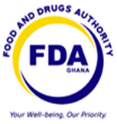 FOOD AND DRUGS AUTHORITY
FDA
GHANA
Your Well-being, Our Priority.